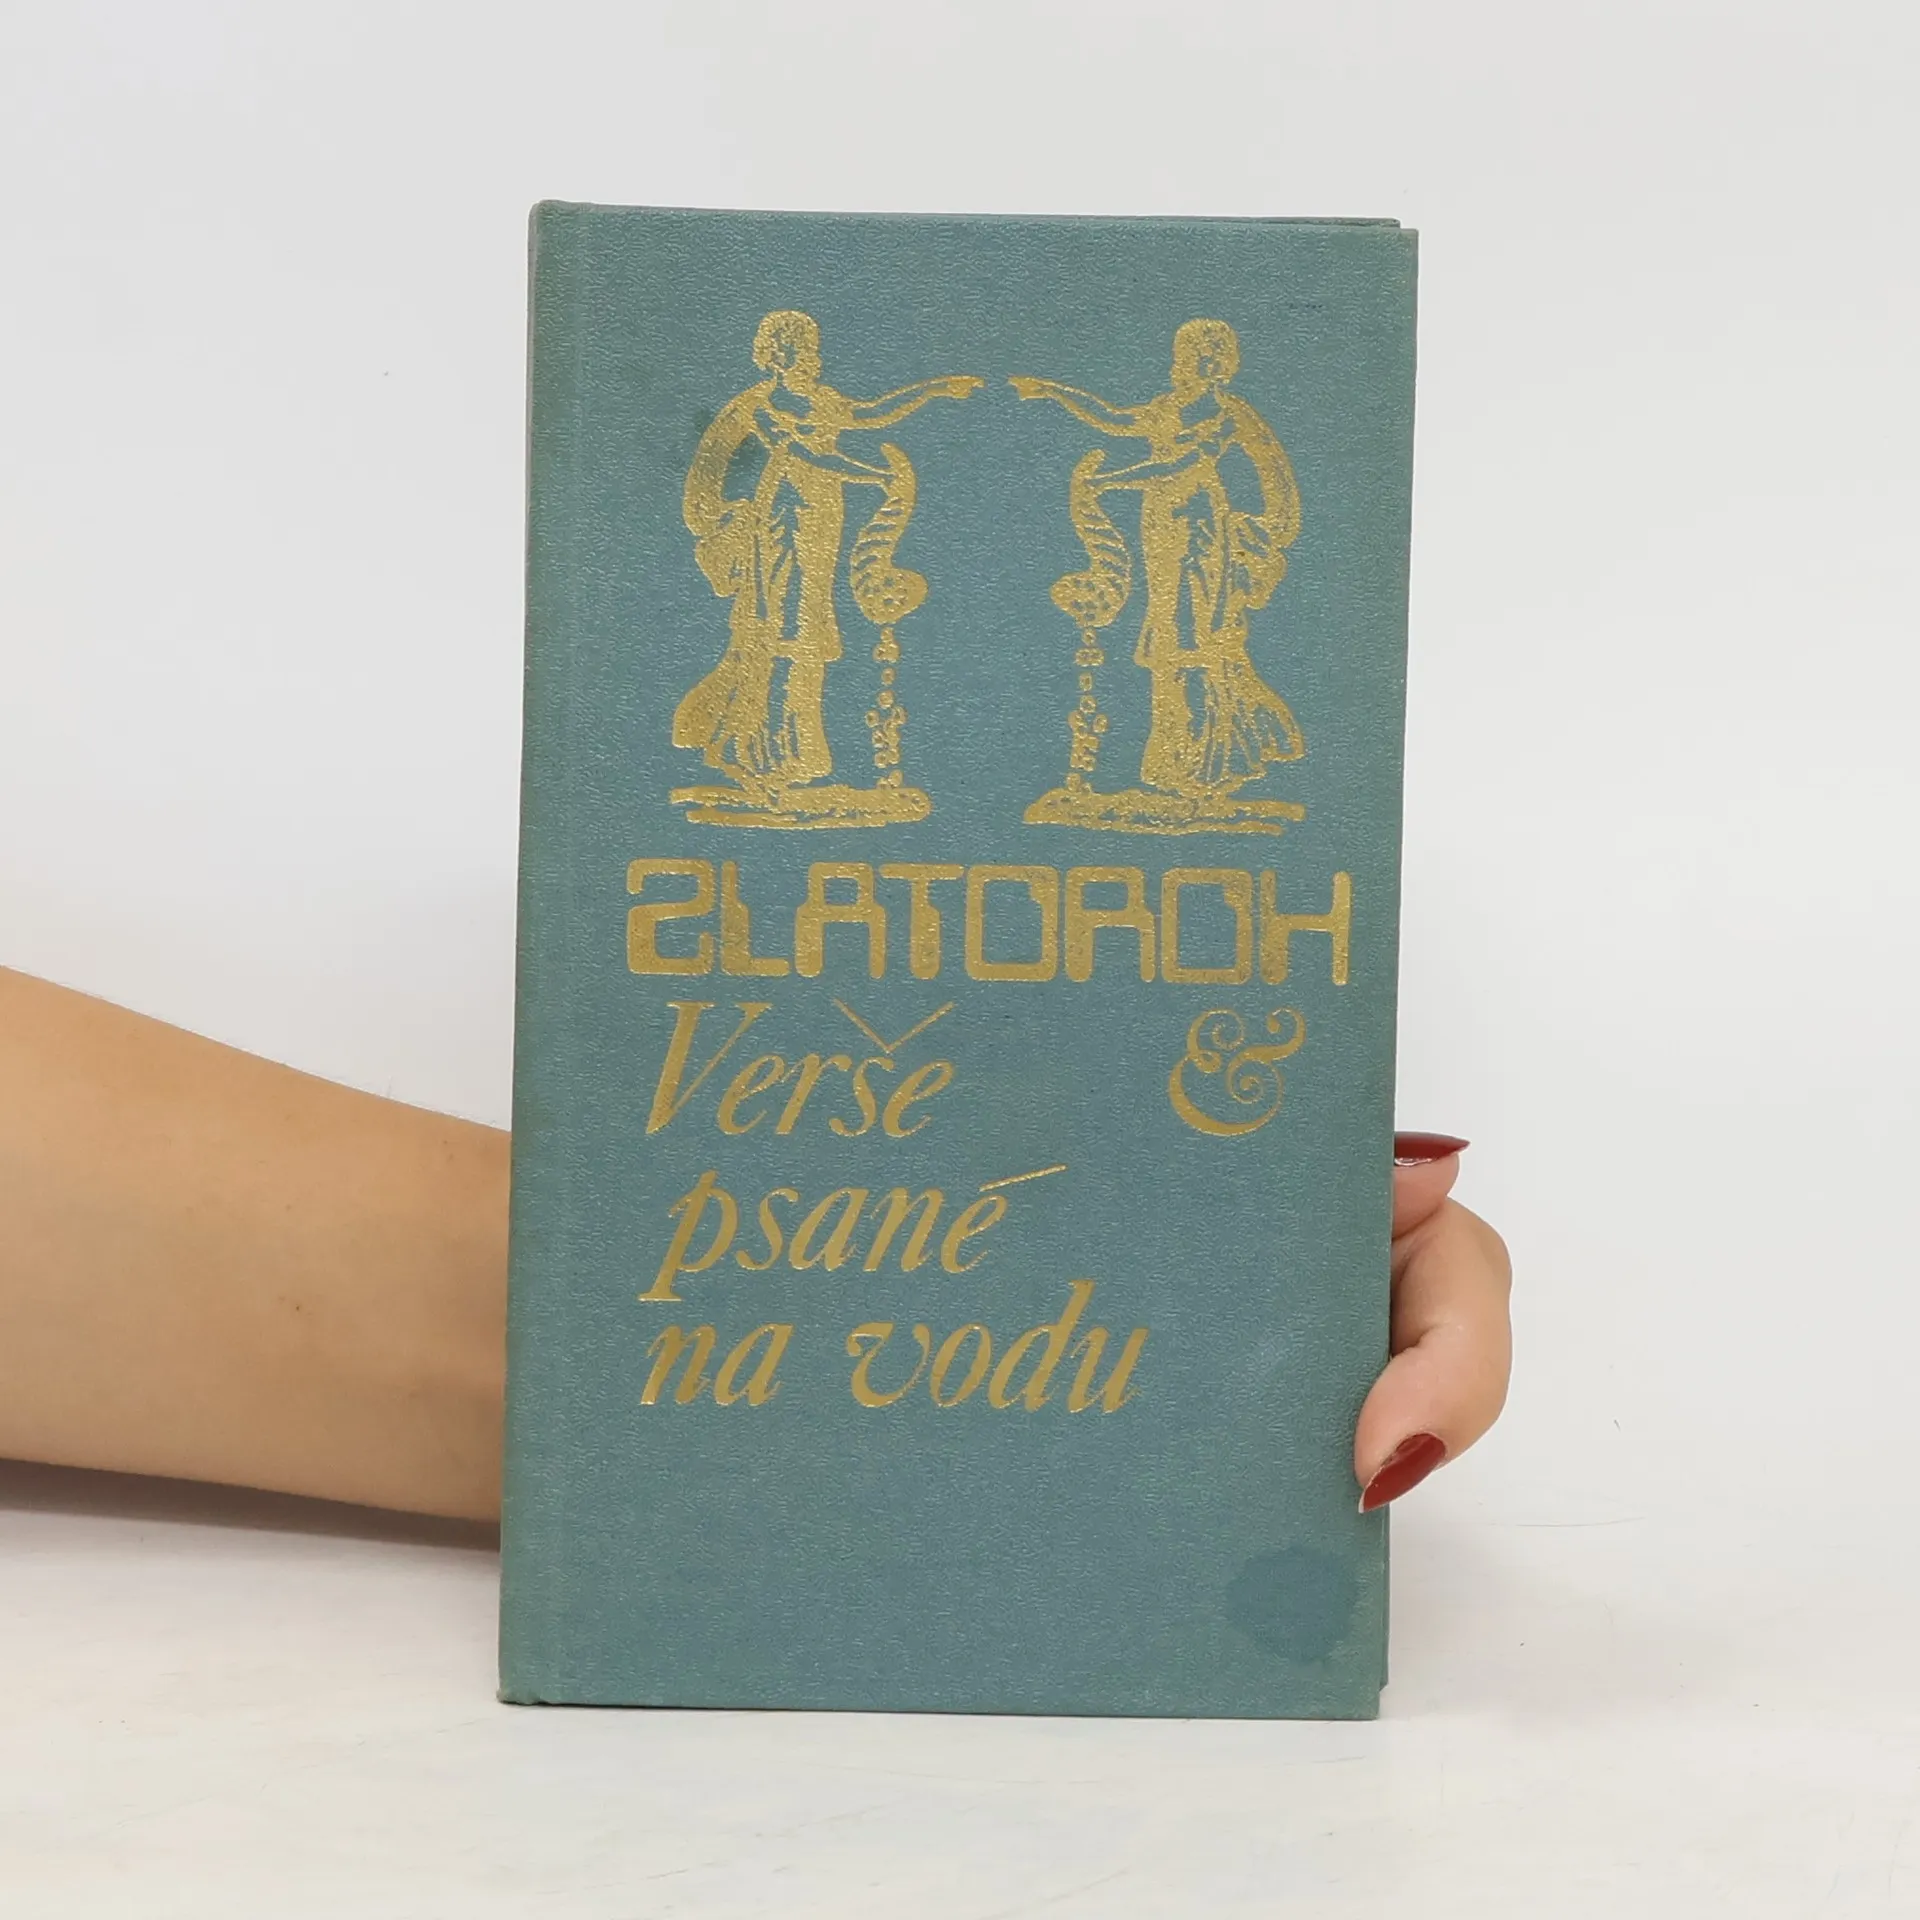 ZLATOROH
Verše &
psané
na vodu